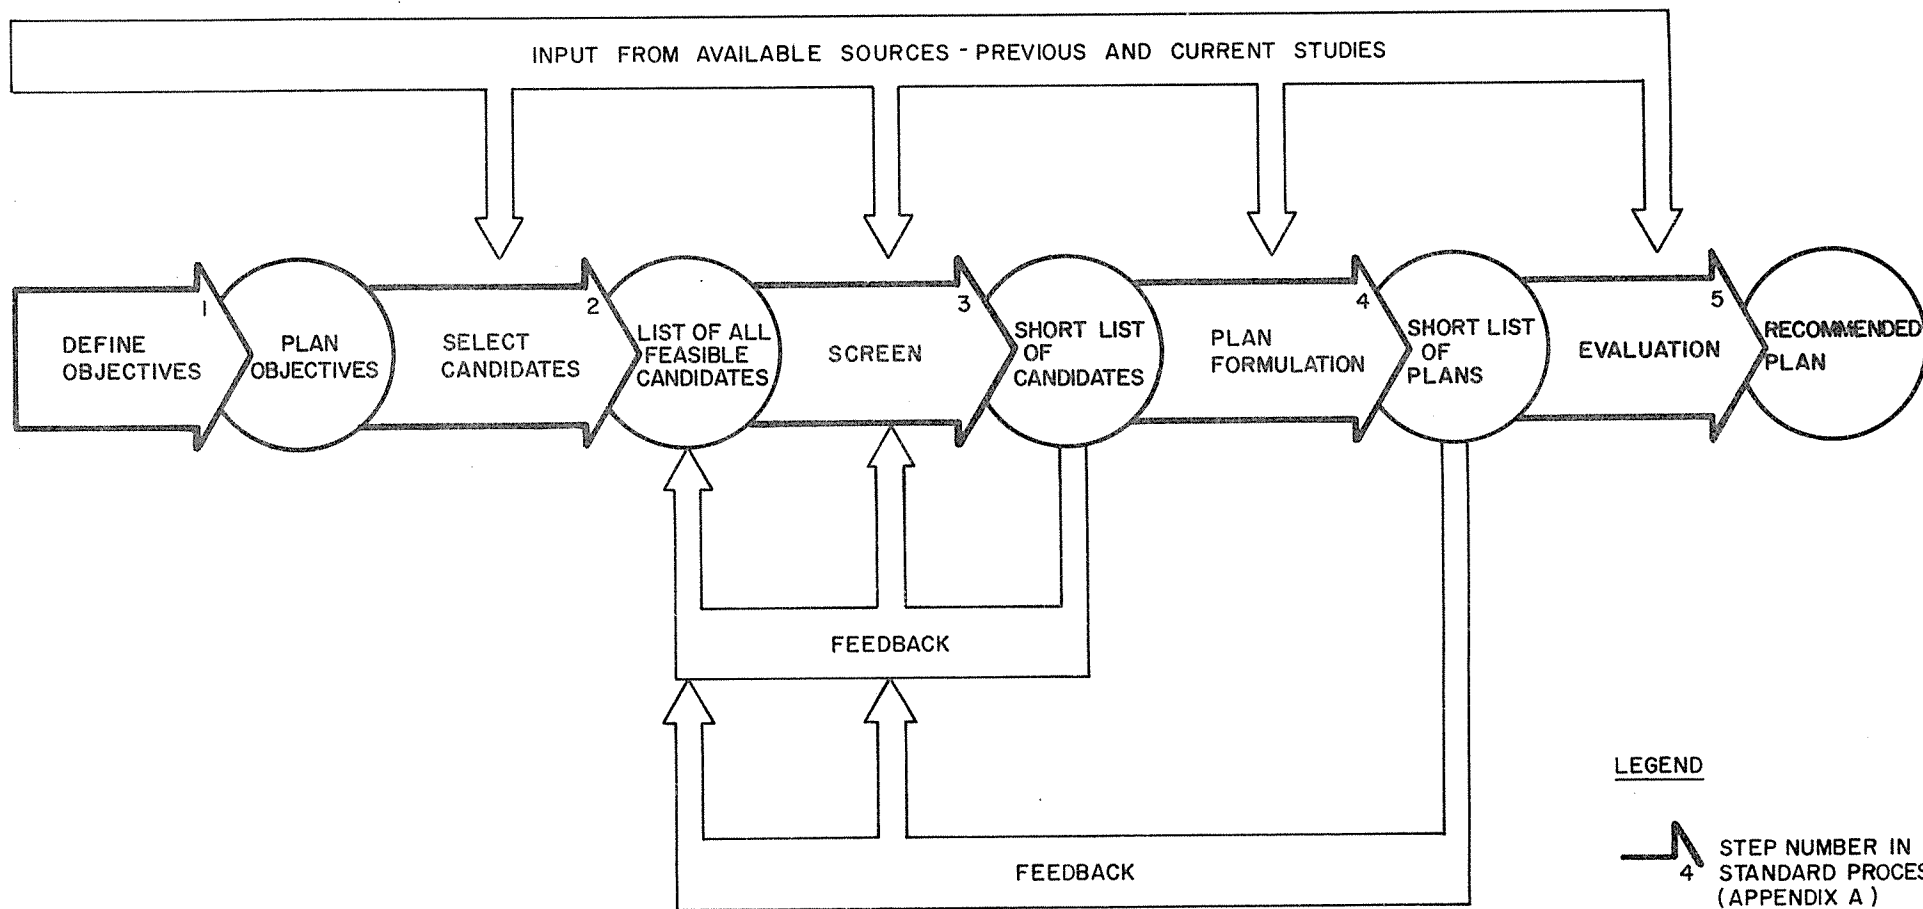 INPUT FROM AVAILABLE SOURCES - PREVIOUS AND CURRENT STUDIES
1
DEFINE
OBJECTIVES
PLAN
OBJECTIVES
2
SELECT
CANDIDATES
LIST OF ALL
FEASIBLE
CANDIDATES
3
SCREEN
SHORT LIST
OF
CANDIDATES
4
PLAN
FORMULATION
SHORT LIST
OF
PLANS
5
EVALUATION
RECOMMENDED
PLAN
FEEDBACK
FEEDBACK
LEGEND
4
STEP NUMBER IN
STANDARD PROCES
(APPENDIX A)